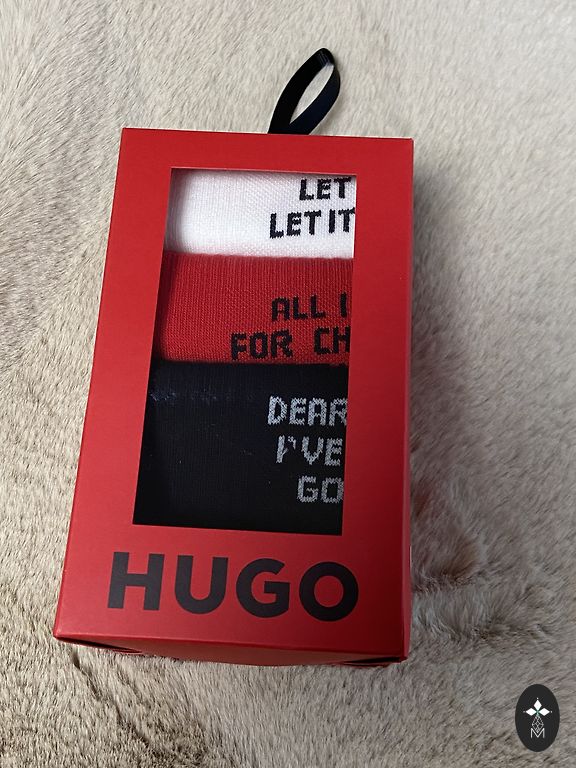 LET
LET IT
ALL I
FOR CH
DEAR
I'VE
GO
HUGO
M